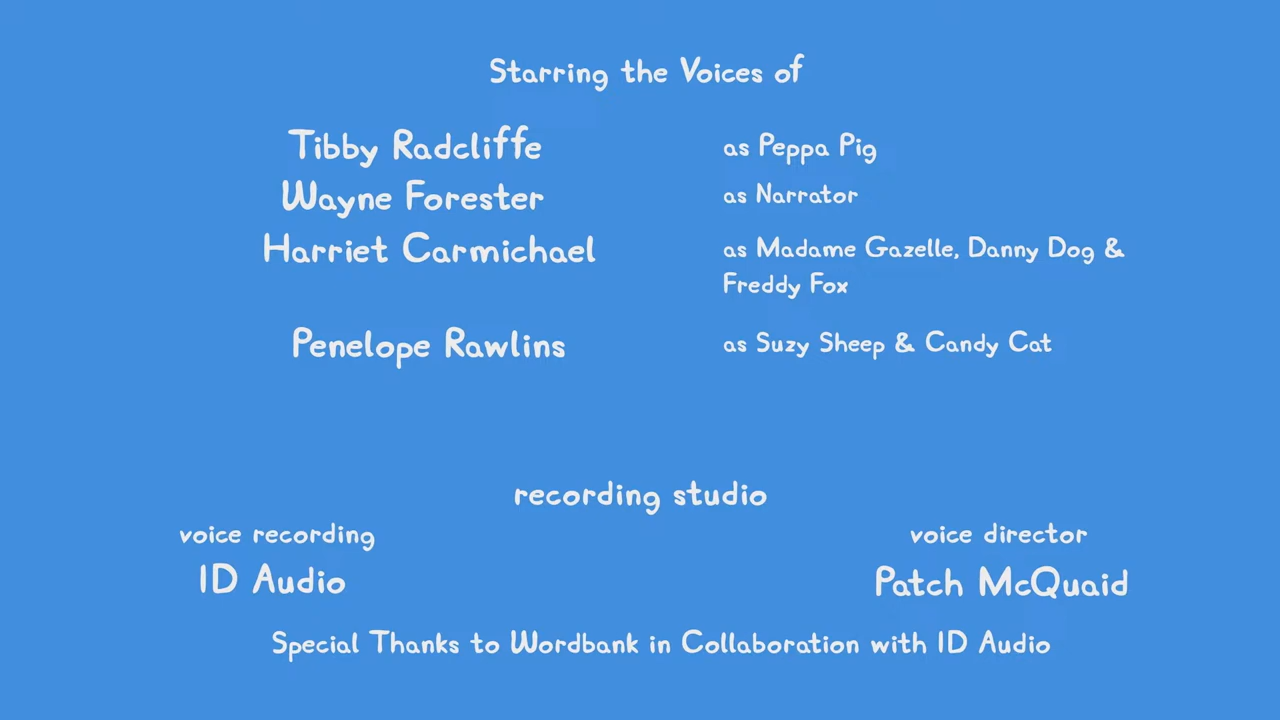 Starring the Voices of
Tibby Radcliffe as Peppa Pig
Wayne Forester as Narrator
Harriet Carmichael as Madame Gazelle, Danny Dog &
Freddy Fox
Penelope Rawlins as Suzy Sheep & Candy Cat
recording studio
voice recording voice director
ID Audio Patch McQuaid
Special Thanks to Wordbank in Collaboration with ID Audio